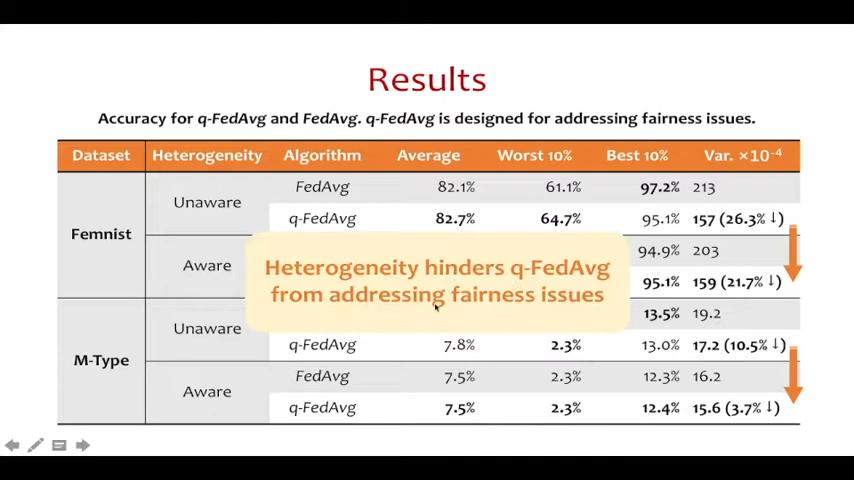 Results
Accuracy for q-FedAvg and FedAvg. q-FedAvg is designed for addressing fairness issues.
Dataset Heterogeneity Algorithm Average Worst 10% Best 10% Var. ×10-4
Femnist Unaware FedAvg 82.1% 61.1% 97.2% 213
q-FedAvg 82.7% 64.7% 95.1% 157 (26.3% ↓)
Aware 94.9% 203
95.1% 159 (21.7% ↓)
Heterogeneity hinders q-FedAvg
from addressing fairness issues
M-Type Unaware 13.5% 19.2
q-FedAvg 7.8% 2.3% 13.0% 17.2 (10.5% ↓)
Aware FedAvg 7.5% 2.3% 12.3% 16.2
q-FedAvg 7.5% 2.3% 12.4% 15.6 (3.7% ↓)